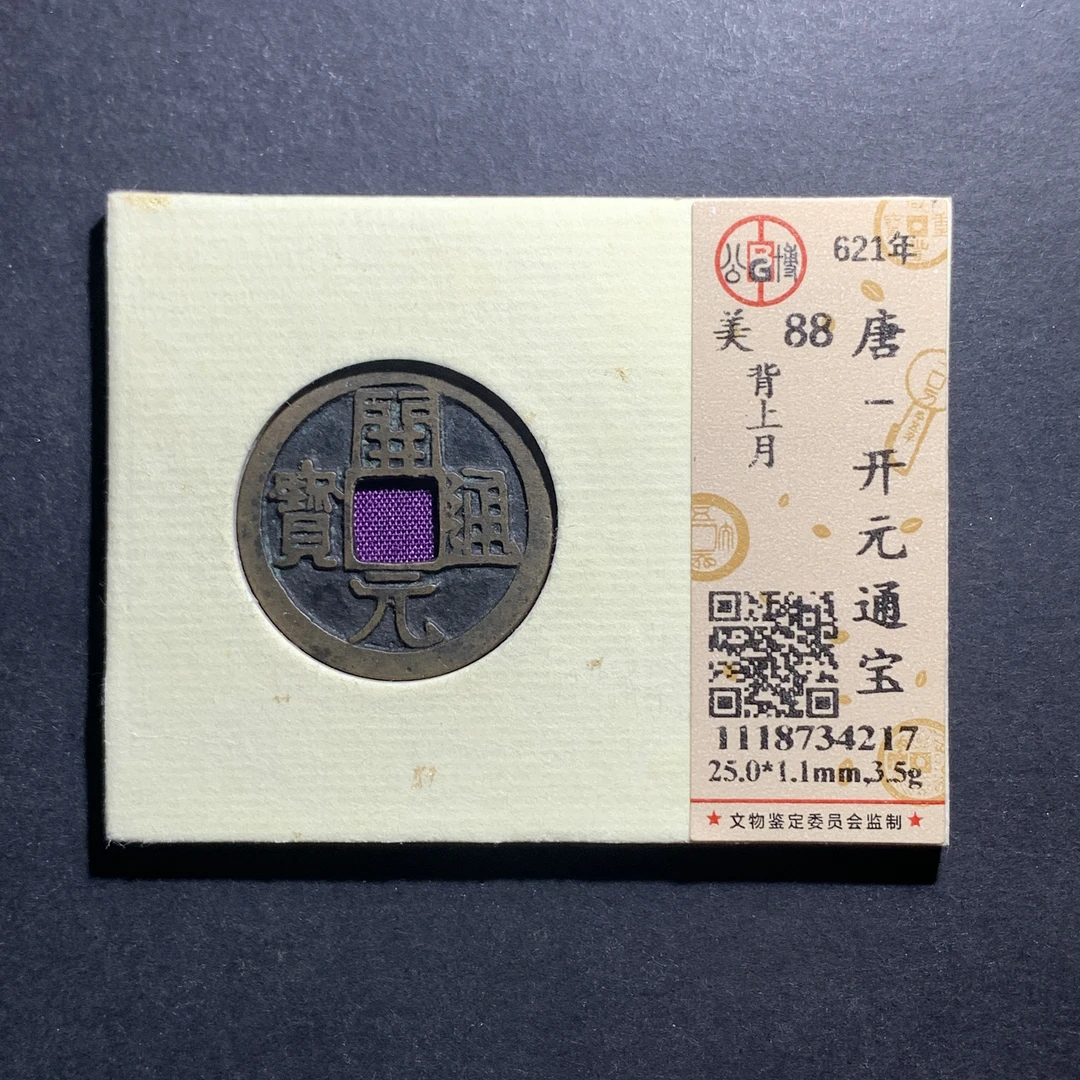 開元通寶
公博
621年
美 88
背上月
唐-开元通宝
1118734217
25.0*1.1mm,3.5g
★ 文物鉴定委员会监制 ★